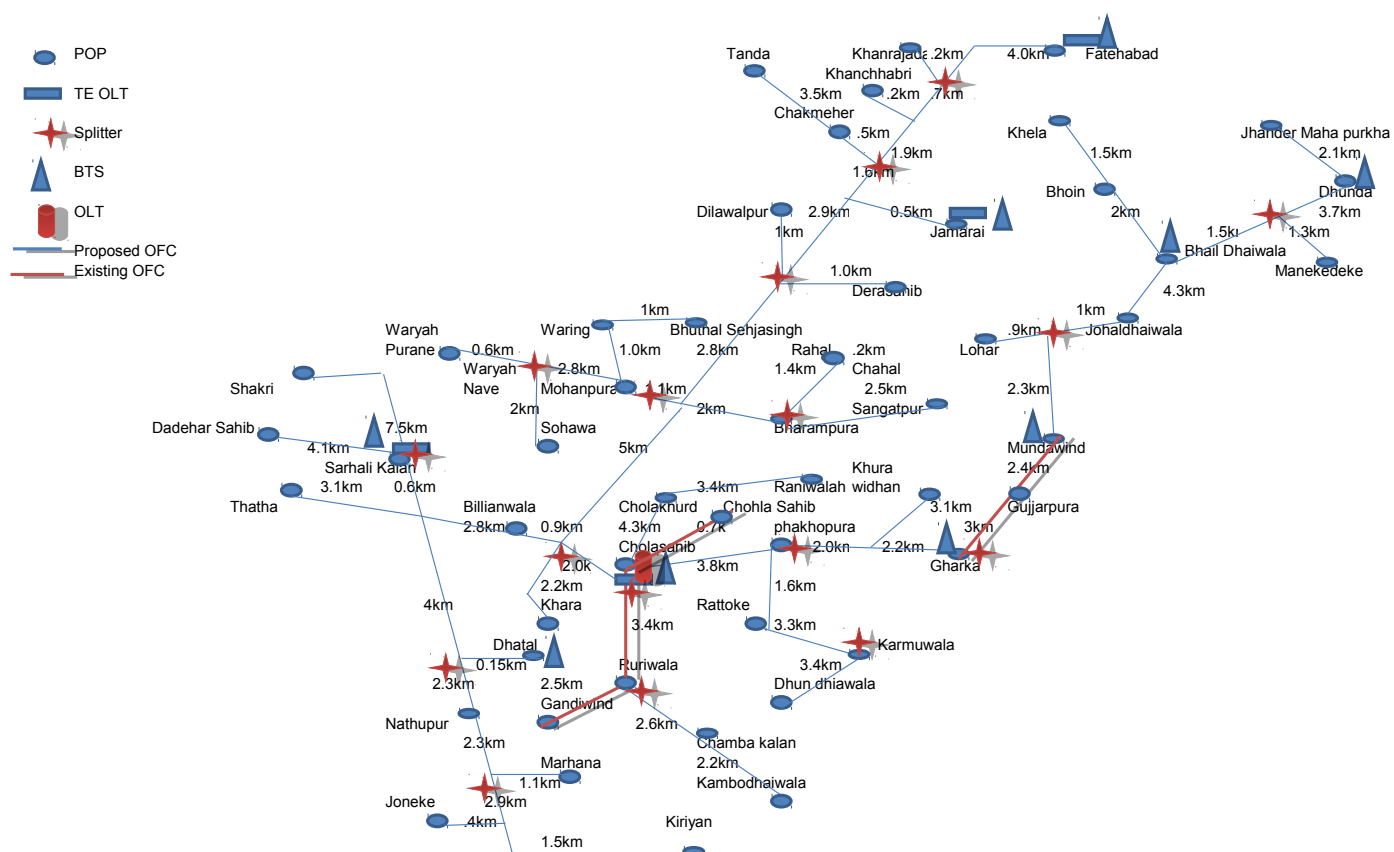 POP
TE OLT
Splitter
BTS
OLT
Proposed OFC
Existing OFC
Tanda
.2km
4.0km
Fatehabad
Khanchhabri
3.5km
.2km
.7km
Chakmeher
.5km
1.9km
Khela
Jhander Maha purkha
1.5km
2.1km
Bhoin
Dhunda
Dilawalpur
2.9km
0.5km
Jamarai
2km
3.7km
1km
1.3km
Bhail Dhaiwala
Manekedeke
1.0km
Derasahib
4.3km
1km
1km
Waryah
Purane
Waring
Bhuthal Sehjasingh
.9km
Johaldhaiwala
0.6km
1.0km
2.8km
Rahal
.2km
Lohar
Waryah
Nave
2.8km
1.4km
Chahal
Shakri
Mohanpura
2.5km
2.3km
2km
2km
Sangatpur
Sohawa
Bharampura
Dadehar Sahib
7.5km
4.1km
5km
Mundawind
Sarhali Kalan
2.4km
3.1km
0.6km
3.4km
Raniwalah
Khura
widhan
Thatha
Billianwala
Cholakhurd
Chohla Sahib
3.1km
Gujjarpura
2.8km
0.9km
4.3km
phakhopura
3km
Cholasahib
2.0km
2.2km
Gharka
3.8km
2.2km
1.6km
4km
Khara
3.4km
Rattoke
3.3km
Dhatal
Karmuwala
0.15km
Ruriwala
3.4km
2.3km
2.5km
Dhun dhiawala
Gandiwind
2.6km
Nathupur
2.3km
Chamba kalan
Marhana
2.2km
1.1km
Kambodhaiwala
Joneke
2.9km
.4km
Kiriyan
1.5km